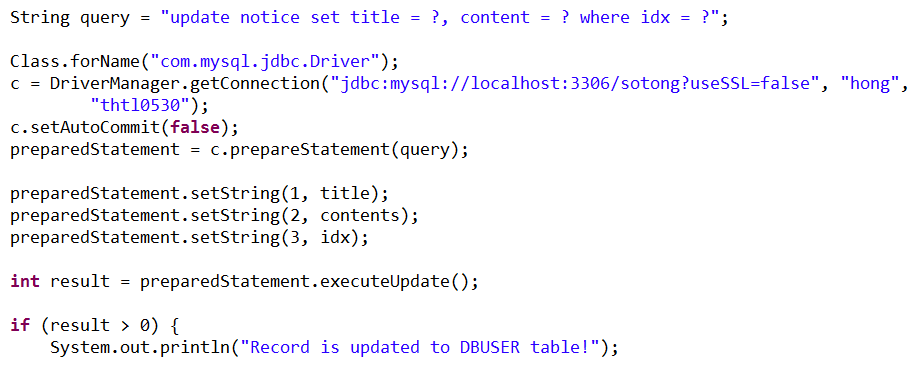 String query = "update notice set title = ?, content = ? where idx = ?";
Class.forName("com.mysql.jdbc.Driver");
c = DriverManager.getConnection("jdbc:mysql://localhost:3306/sotong?useSSL=false", "hong",
"thtl0530");
c.setAutoCommit(false);
preparedStatement = c.prepareStatement(query);
preparedStatement.setString(1, title);
preparedStatement.setString(2, contents);
preparedStatement.setString(3, idx);
int result = preparedStatement.executeUpdate();
if (result > 0) {
System.out.println("Record is updated to DBUSER table!");